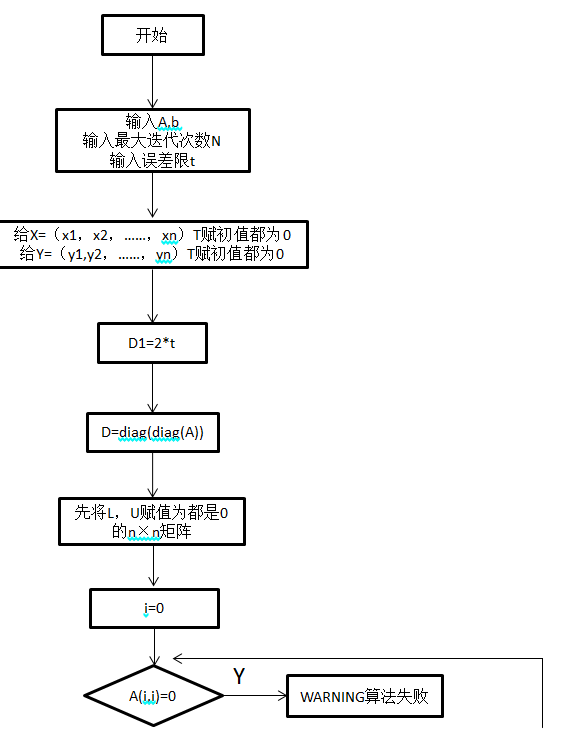 开始
输入A,b
输入最大迭代次数N
输入误差限t
给X=（x1，x2，……，xn）T赋初值都为0
给Y=（y1,y2，……，yn）T赋初值都为0
D1=2*t
D=diag(diag(A))
先将L，U赋值为都是0
的n×n矩阵
i=0
Y
A(i,i)=0
WARNING算法失败